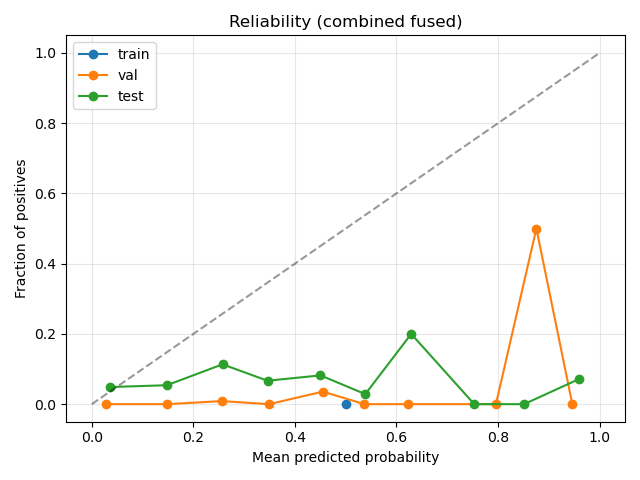 Reliability (combined fused)
train
val
test
1.0
0.8
0.6
0.4
0.2
0.0
Fraction of positives
0.0 0.2 0.4 0.6 0.8 1.0
Mean predicted probability